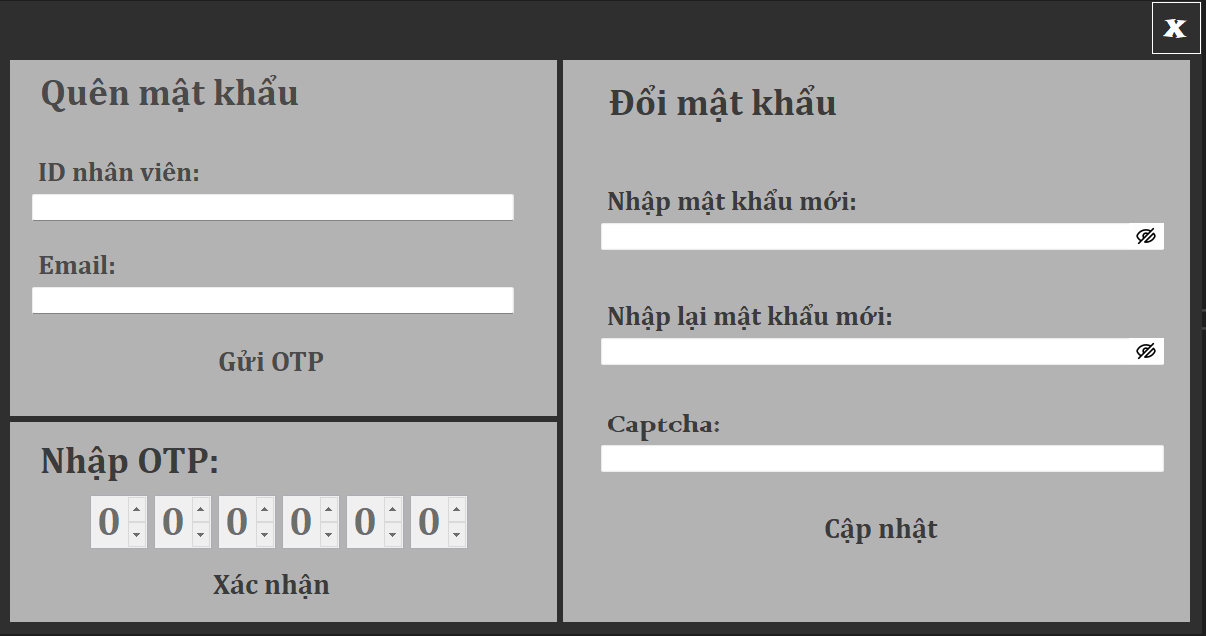 X
Quên mật khẩu
ID nhân viên:
Email:
Gửi OTP
Nhập OTP:
0 0 0 0 0 0
Xác nhận
Đổi mật khẩu
Nhập mật khẩu mới:
Nhập lại mật khẩu mới:
Captcha:
Cập nhật